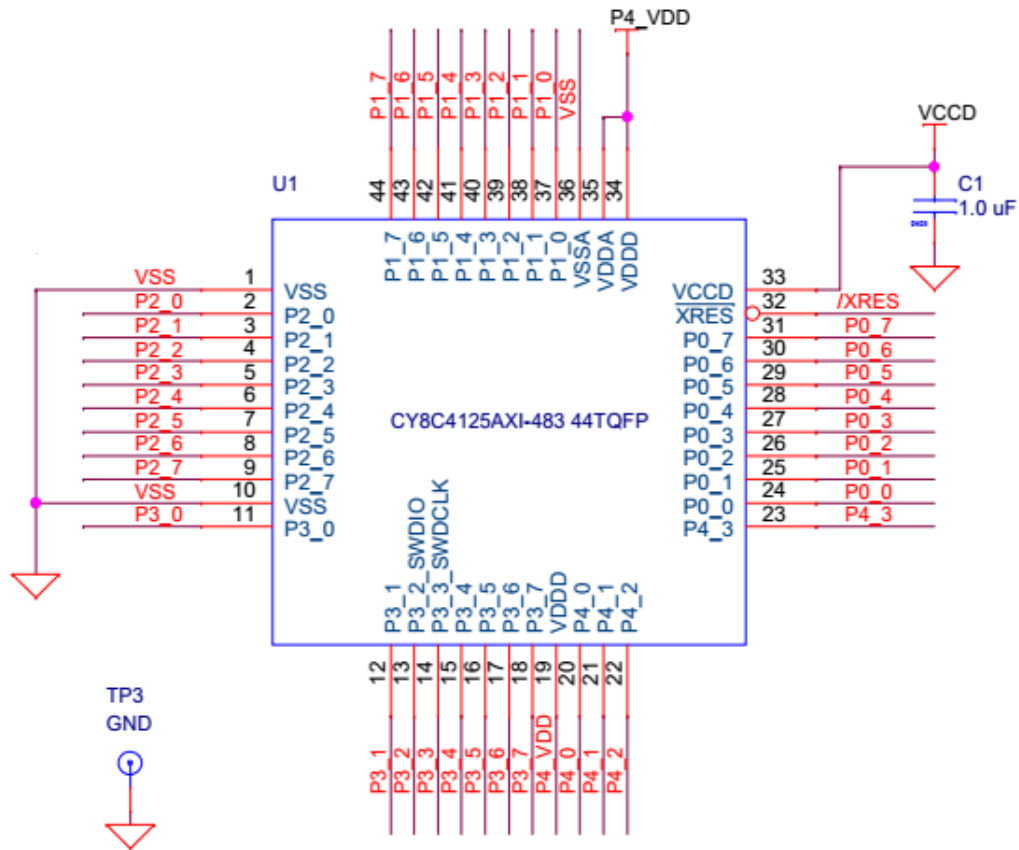 P4_VDD
P1_7
P1_6
P1_5
P1_4
P1_3
P1_2
P1_1
P1_0
VSS
VCCD
C1
1.0 uF
U1
44
43
42
41
40
39
38
37
36
35
34
P1_7
P1_6
P1_5
P1_4
P1_3
P1_2
P1_1
P1_0
VSSA
VDDA
VDDD
VSS 1 VSS
P2_0 2 P2_0
P2_1 3 P2_1
P2_2 4 P2_2
P2_3 5 P2_3
P2_4 6 P2_4
P2_5 7 P2_5
P2_6 8 P2_6
P2_7 9 P2_7
VSS 10 VSS
P3_0 11 P3_0
CY8C4125AXI-483 44TQFP
VCCD 33
XRES 32 /XRES
P0_7 31 P0_7
P0_6 30 P0_6
P0_5 29 P0_5
P0_4 28 P0_4
P0_3 27 P0_3
P0_2 26 P0_2
P0_1 25 P0_1
P0_0 24 P0_0
P4_3 23 P4_3
P3_1
P3_2_SWDIO
P3_3_SWDCLK
P3_4
P3_5
P3_6
P3_7
VDDD
P4_0
P4_1
P4_2
12
13
14
15
16
17
18
19
20
21
22
P3_1
P3_2
P3_3
P3_4
P3_5
P3_6
P3_7
P4_VDD
P4_0
P4_1
P4_2
TP3
GND